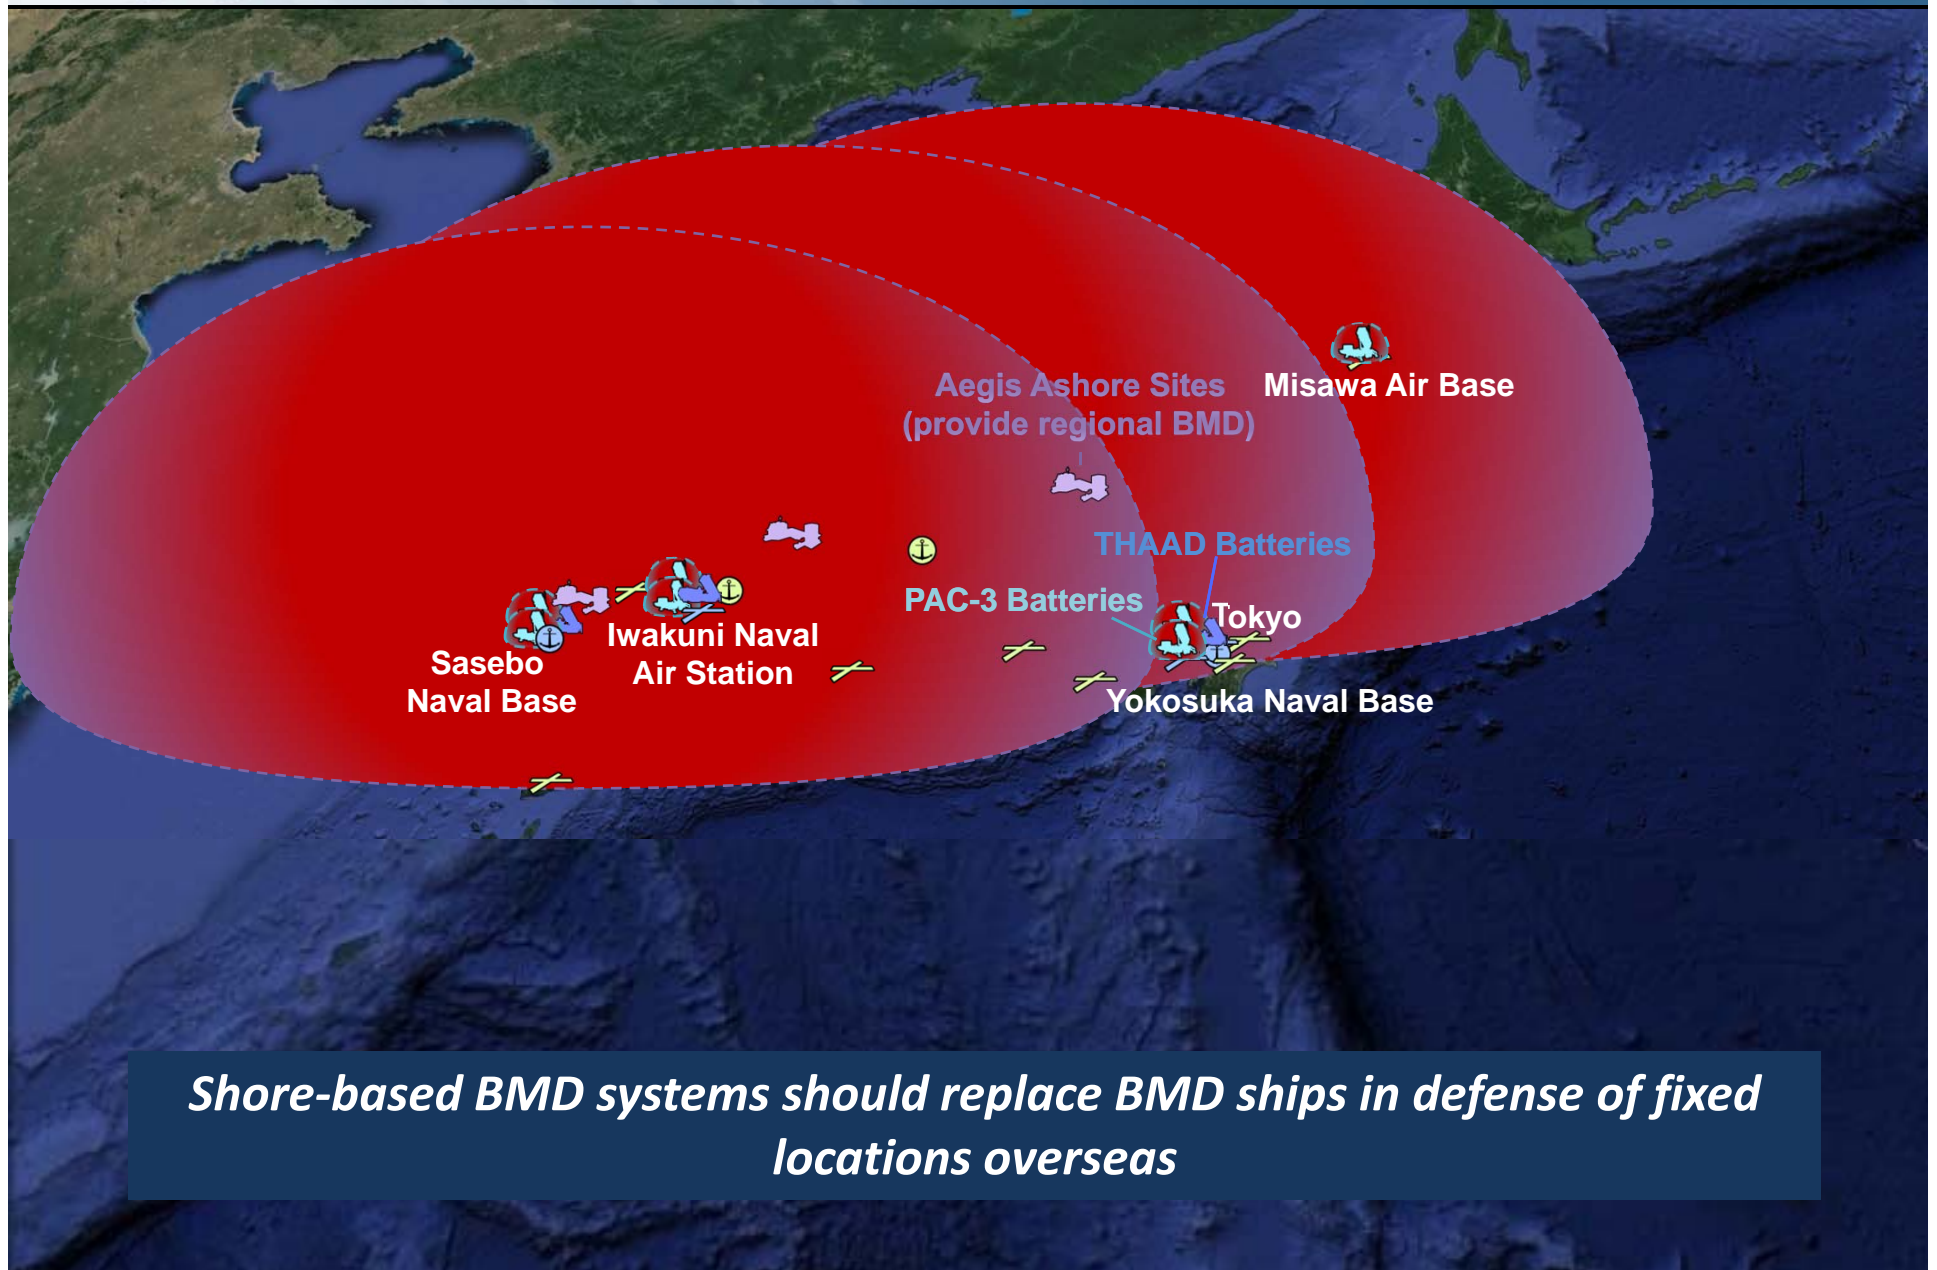 Aegis Ashore Sites
(provide regional BMD)
Misawa Air Base
THAAD Batteries
PAC-3 Batteries
Tokyo
Iwakuni Naval
Air Station
Sasebo
Naval Base
Yokosuka Naval Base
Shore-based BMD systems should replace BMD ships in defense of fixed
locations overseas